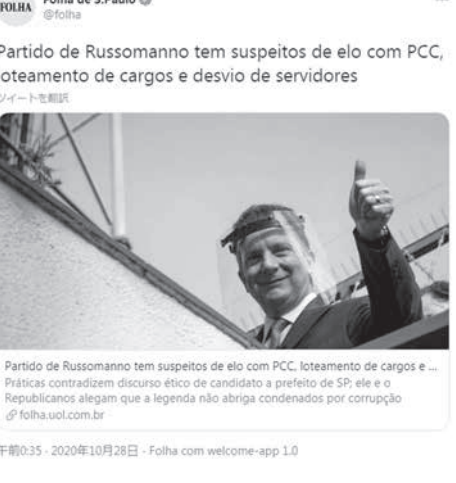 FOLHA
Folha de S.Paulo
@folha
Partido de Russomanno tem suspeitos de elo com PCC,
loteamento de cargos e desvio de servidores
ツイートを翻訳
Partido de Russomanno tem suspeitos de elo com PCC, loteamento de cargos e ...
Práticas contradizem discurso ético de candidato a prefeito de SP; ele e o
Republicanos alegam que a legenda não abriga condenados por corrupção
folha.uol.com.br
午前0:35 · 2020年10月28日 · Folha com welcome-app 1.0